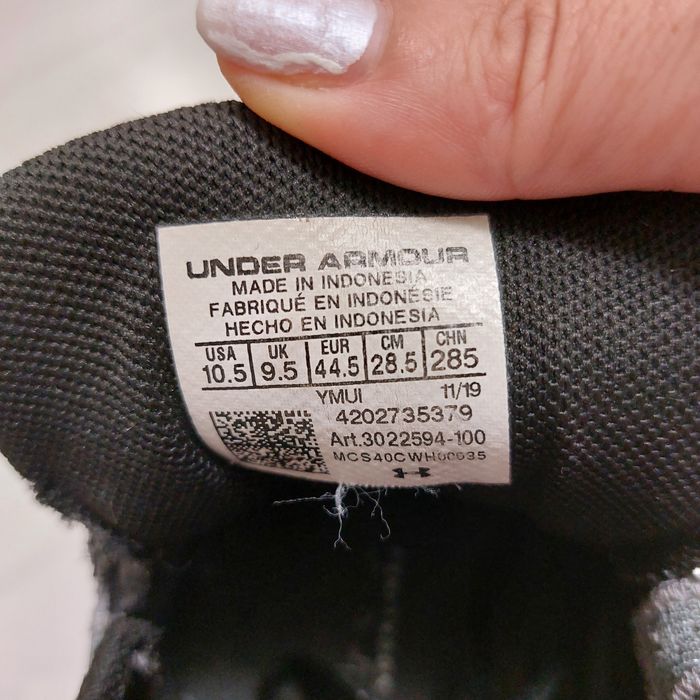 UNDER ARMOUR
MADE IN INDONESIA
FABRIQUÉ EN INDONÉSIE
HECHO EN INDONESIA
USA UK EUR CM CHN
10.5 9.5 44.5 28.5 285
YMUI 11/19
4202735379
Art.3022594-100
MCS40CWH00635